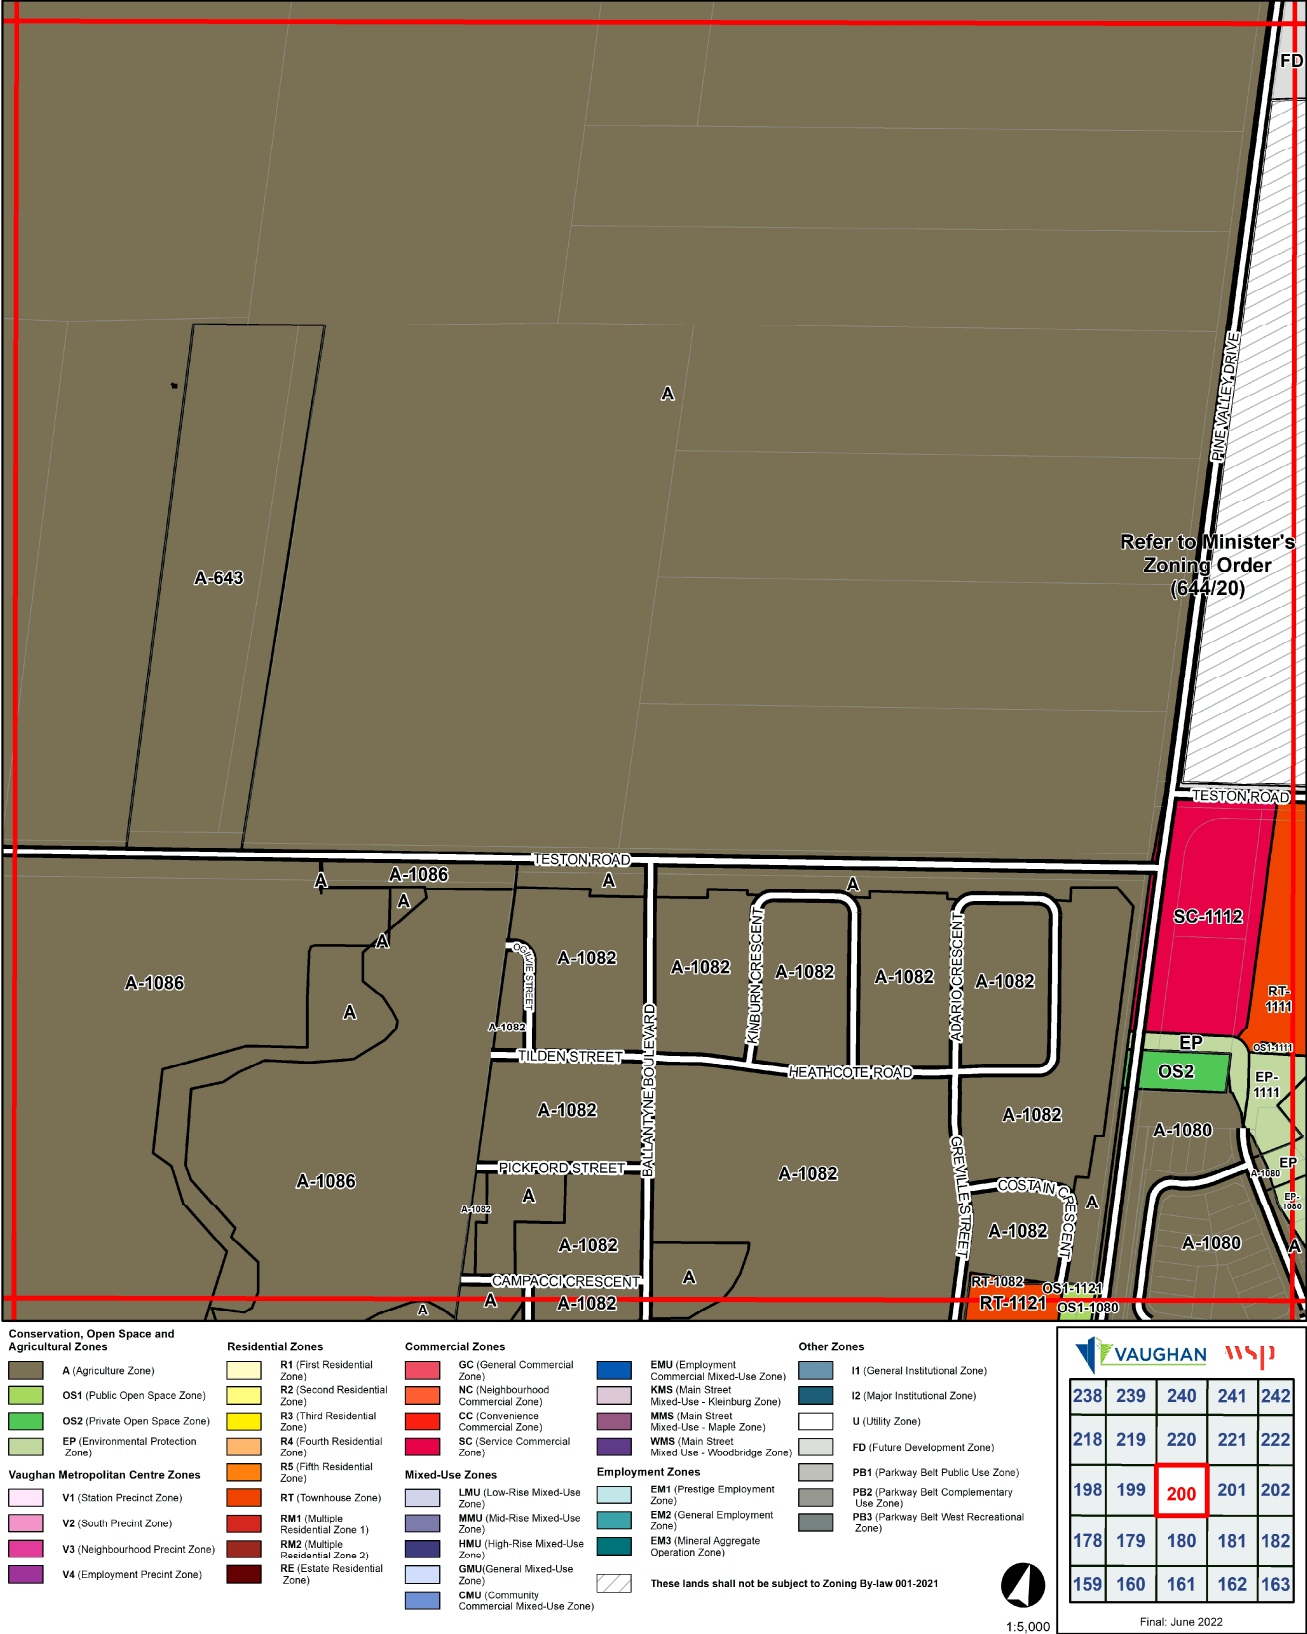 FD
PINE VALLEY DRIVE
A
A-643
Refer to Minister's
Zoning Order
(644/20)
TESTON ROAD
TESTON ROAD
A
A-1086
A
A
A
A
A-1086
A
A-1086
OGILVIE STREET
A-1082
A-1082
A-1082
KINBURN CRESCENT
A-1082
A-1082
ADARIO CRESCENT
A-1082
SC-1112
RT-
1111
TILDEN STREET
BALLANTYNE BOULEVARD
HEATHCOTE ROAD
EP
OS1-1111
OS2
EP-
1111
A-1082
A-1082
A-1080
PICKFORD STREET
A-1082
GREVILLE STREET
COSTAIN CRESCENT
A
EP
A-1080
EP-
1080
A
A-1082
A-1082
A-1082
A-1080
A
CAMPACCI CRESCENT
A
RT-1082
OS1-1121
A
A
A-1082
RT-1121
OS1-1080
Conservation, Open Space and
Agricultural Zones
A (Agriculture Zone)
OS1 (Public Open Space Zone)
OS2 (Private Open Space Zone)
EP (Environmental Protection
Zone)
Vaughan Metropolitan Centre Zones
V1 (Station Precinct Zone)
V2 (South Precint Zone)
V3 (Neighbourhood Precint Zone)
V4 (Employment Precint Zone)
Residential Zones
R1 (First Residential
Zone)
R2 (Second Residential
Zone)
R3 (Third Residential
Zone)
R4 (Fourth Residential
Zone)
R5 (Fifth Residential
Zone)
RT (Townhouse Zone)
RM1 (Multiple
Residential Zone 1)
RM2 (Multiple
Residential Zone 2)
RE (Estate Residential
Zone)
Commercial Zones
GC (General Commercial
Zone)
NC (Neighbourhood
Commercial Zone)
CC (Convenience
Commercial Zone)
SC (Service Commercial
Zone)
Mixed-Use Zones
LMU (Low-Rise Mixed-Use
Zone)
MMU (Mid-Rise Mixed-Use
Zone)
HMU (High-Rise Mixed-Use
Zone)
GMU(General Mixed-Use
Zone)
CMU (Community
Commercial Mixed-Use Zone)
EMU (Employment
Commercial Mixed-Use Zone)
KMS (Main Street
Mixed-Use - Kleinburg Zone)
MMS (Main Street
Mixed-Use - Maple Zone)
WMS (Main Street
Mixed Use - Woodbridge Zone)
Employment Zones
EM1 (Prestige Employment
Zone)
EM2 (General Employment
Zone)
EM3 (Mineral Aggregate
Operation Zone)
These lands shall not be subject to Zoning By-law 001-2021
Other Zones
I1 (General Institutional Zone)
I2 (Major Institutional Zone)
U (Utility Zone)
FD (Future Development Zone)
PB1 (Parkway Belt Public Use Zone)
PB2 (Parkway Belt Complementary
Use Zone)
PB3 (Parkway Belt West Recreational
Zone)
1:5,000
VAUGHAN wsp
238 239 240 241 242
218 219 220 221 222
198 199 200 201 202
178 179 180 181 182
159 160 161 162 163
Final: June 2022